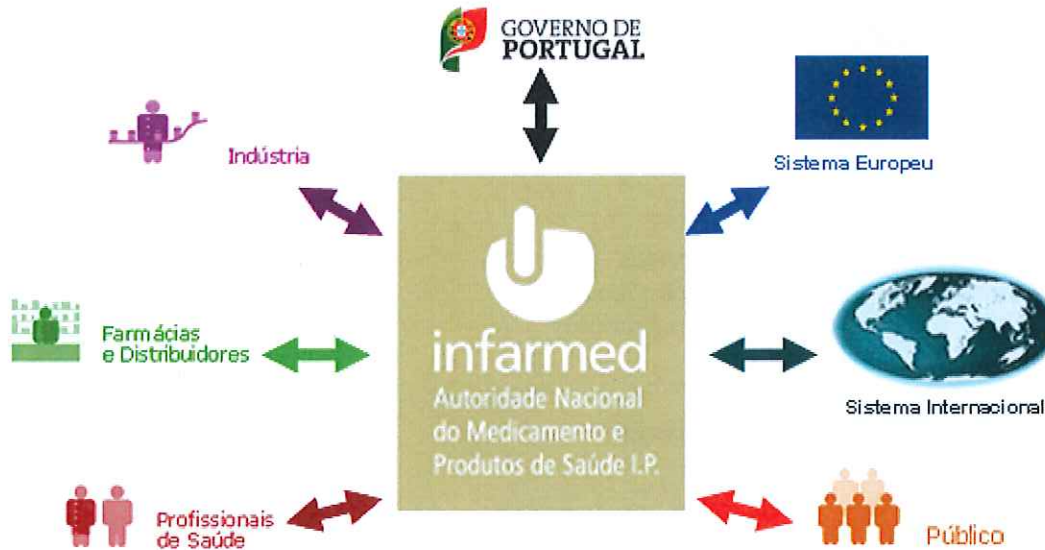 GOVERNO DE
PORTUGAL
Indústria
Sistema Europeu
Farmácias
e Distribuidores
infarmed
Autoridade Nacional
do Medicamento e
Produtos de Saúde I.P.
Sistema Internacional
Profissionais
de Saúde
Público